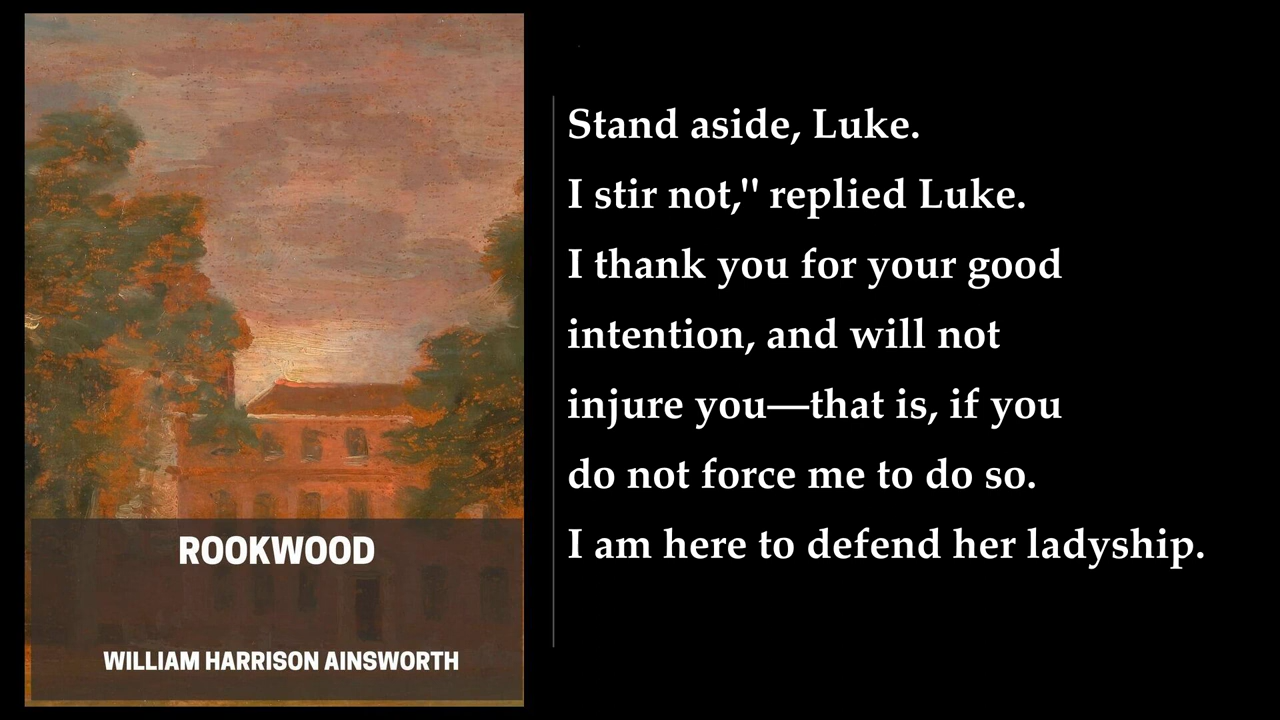 ROOKWOOD
WILLIAM HARRISON AINSWORTH
Stand aside, Luke.
I stir not," replied Luke.
I thank you for your good
intention, and will not
injure you—that is, if you
do not force me to do so.
I am here to defend her ladyship.